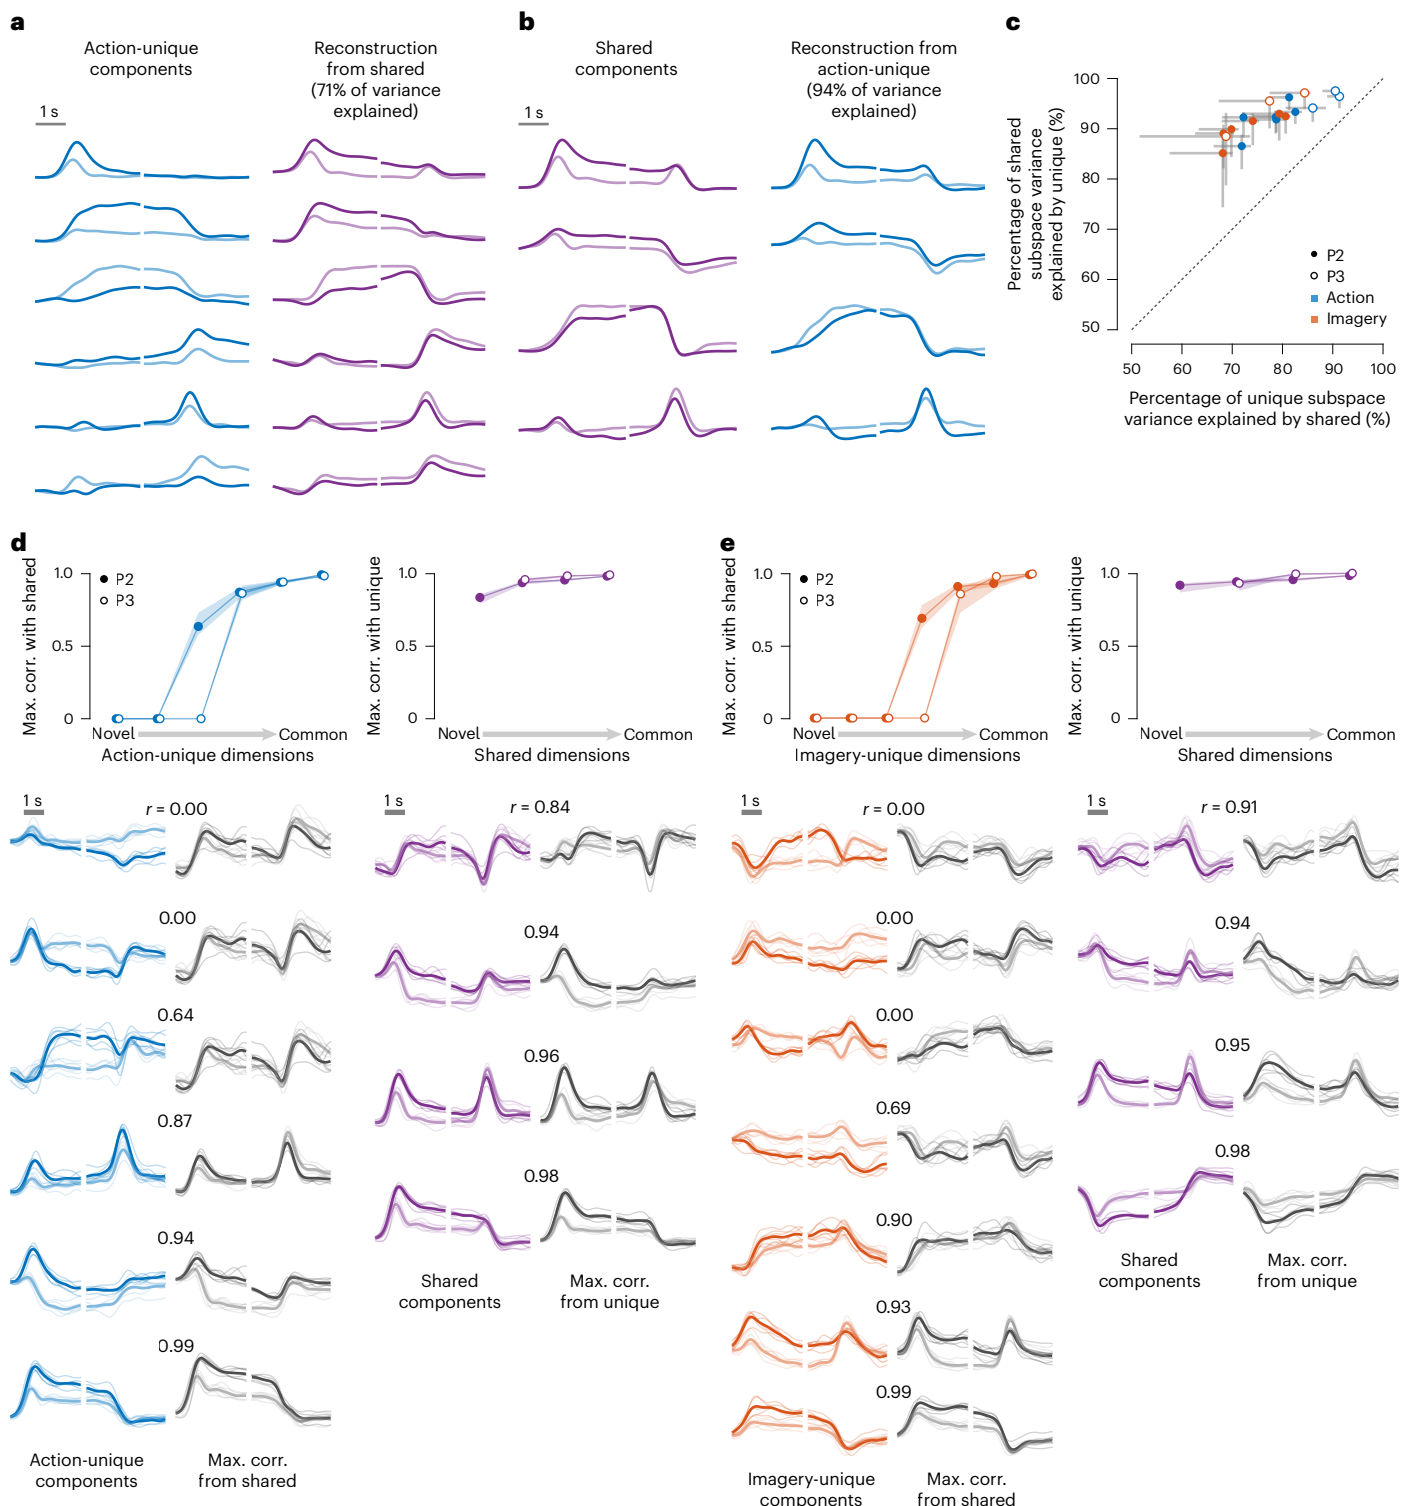 a
Action-unique
components
Reconstruction
from shared
(71% of variance
explained)
1 s
b
Shared
components
Reconstruction from
action-unique
(94% of variance
explained)
1 s
c
Percentage of shared
subspace variance
explained by unique (%)
100
90
80
70
60
50
P2
P3
Action
Imagery
50 60 70 80 90 100
Percentage of unique subspace
variance explained by shared (%)
d
Max. corr. with shared
1.0
0.5
0
P2
P3
Novel Common
Action-unique dimensions
Max. corr. with unique
1.0
0.5
0
Novel Common
Shared dimensions
1 s
r = 0.00
0.00
0.64
0.87
0.94
0.99
Action-unique
components
Max. corr.
from shared
1 s
r = 0.84
0.94
0.96
0.98
Shared
components
Max. corr.
from unique
e
Max. corr. with shared
1.0
0.5
0
P2
P3
Novel Common
Imagery-unique dimensions
Max. corr. with unique
1.0
0.5
0
Novel Common
Shared dimensions
1 s
r = 0.00
0.00
0.00
0.69
0.90
0.93
0.99
Imagery-unique
components
Max. corr.
from shared
1 s
r = 0.91
0.94
0.95
0.98
Shared
components
Max. corr.
from unique